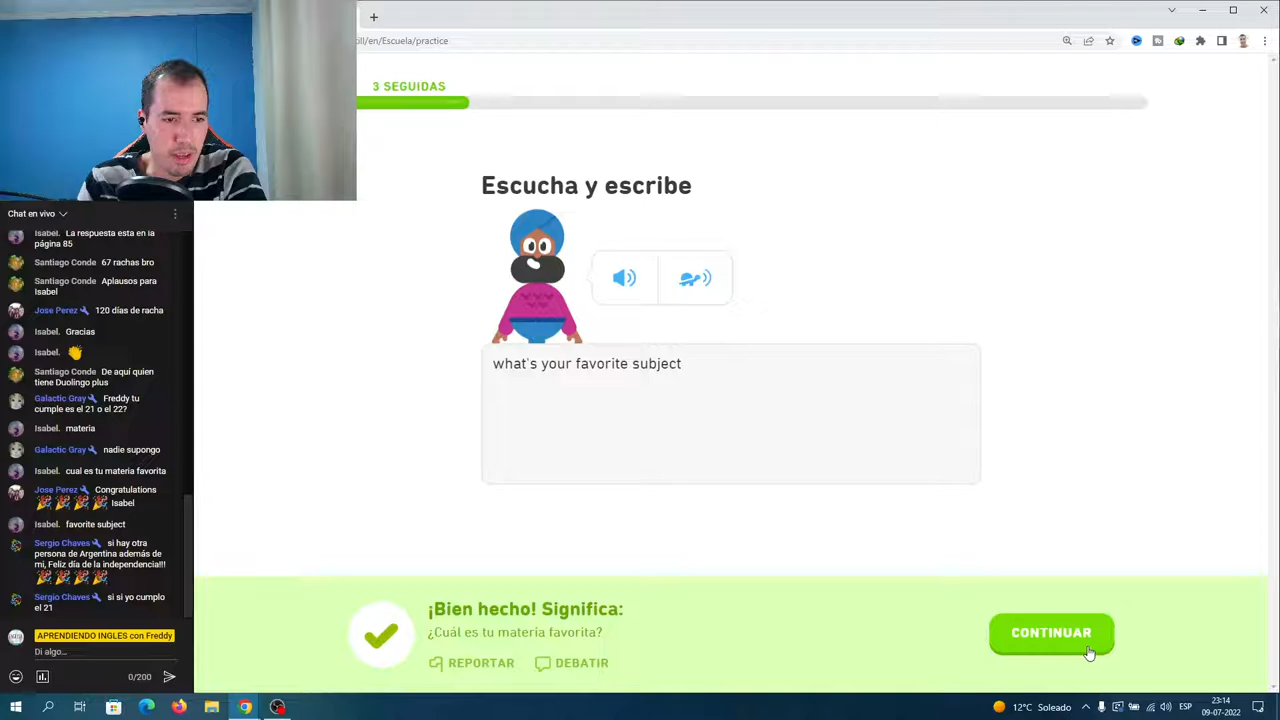 ill/en/Escuela/practice
3 SEGUIDAS
Escucha y escribe
what's your favorite subject
¡Bien hecho! Significa:
¿Cuál es tu materia favorita?
REPORTAR
DEBATIR
CONTINUAR
Chat en vivo
Isabel. La respuesta esta en la
página 85
Santiago Conde 67 rachas bro
Santiago Conde Aplausos para
Isabel
Jose Perez 120 días de racha
Isabel. Gracias
Isabel. 👏
Santiago Conde De aquí quien
tiene Duolingo plus
Galactic Gray Freddy tu
cumple es el 21 o el 22?
Isabel. materia
Galactic Gray nadie supongo
Isabel. cual es tu materia favorita
Jose Perez Congratulations
🎉 🎉 🎉 🎉 Isabel
Isabel. favorite subject
Sergio Chaves si hay otra
persona de Argentina además de
mi, Feliz día de la independencia!!!
🎉 🎉 🎉 🎉
Sergio Chaves si si yo cumplo
el 21
APRENDIENDO INGLES con Freddy
Di algo...
0/200
12°C Soleado
ESP
23:14
09-07-2022